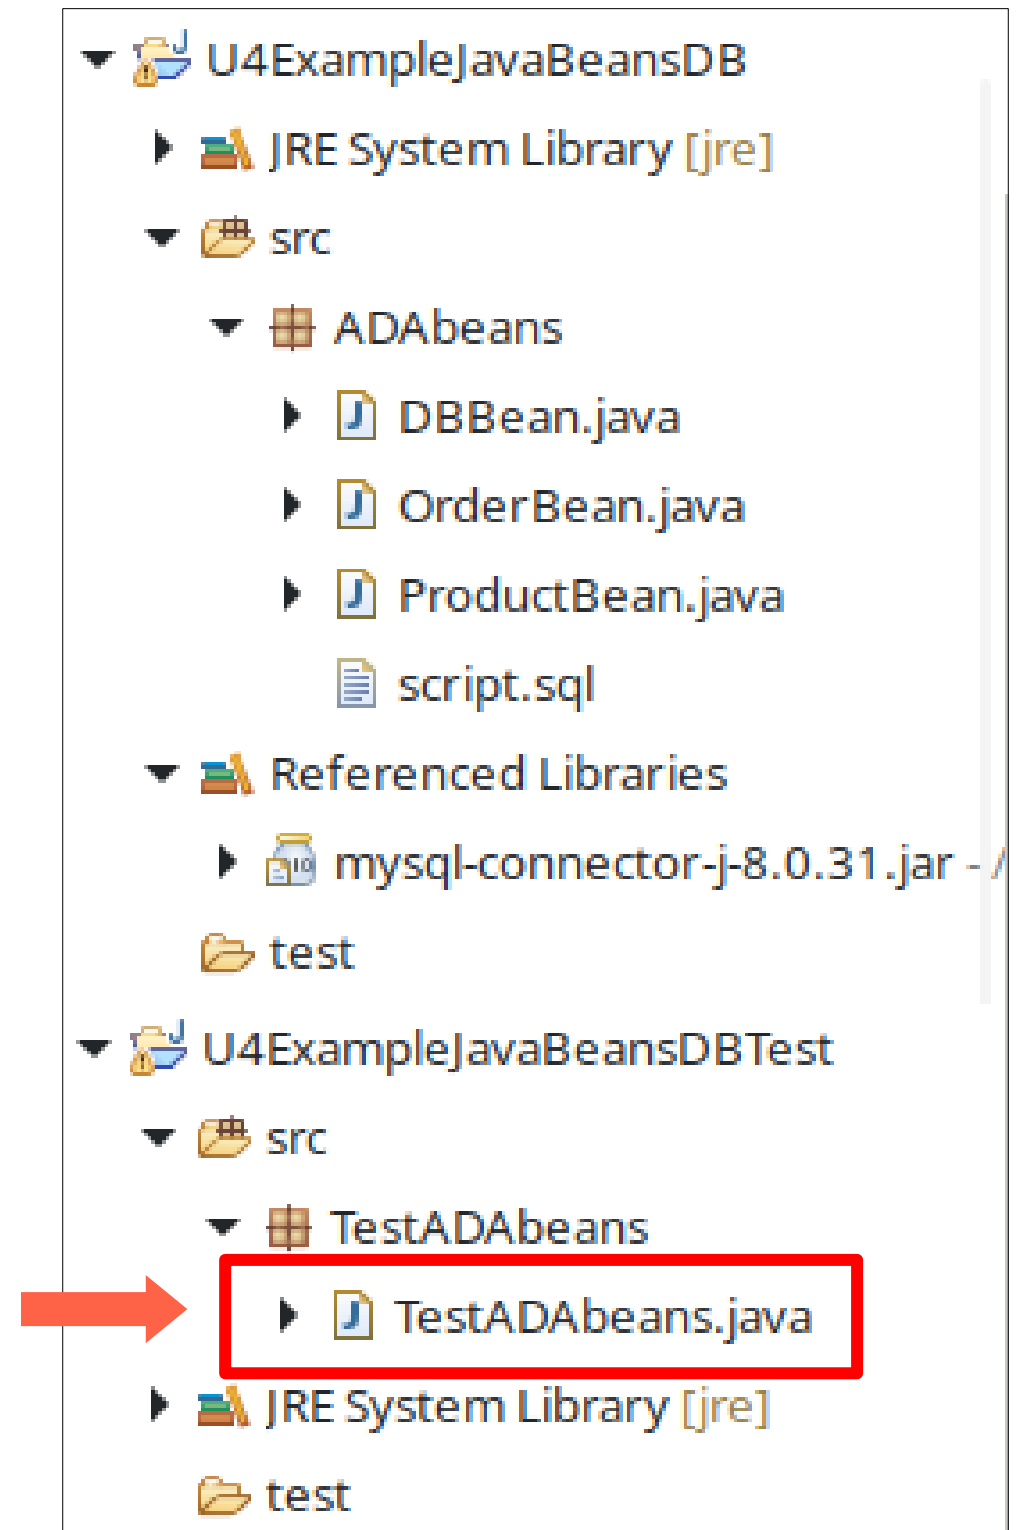 U4ExampleJavaBeansDB
JRE System Library [jre]
src
ADAbeans
DBBean.java
OrderBean.java
ProductBean.java
script.sql
Referenced Libraries
mysql-connector-j-8.0.31.jar - /
test
U4ExampleJavaBeansDBTest
src
TestADAbeans
TestADAbeans.java
JRE System Library [jre]
test